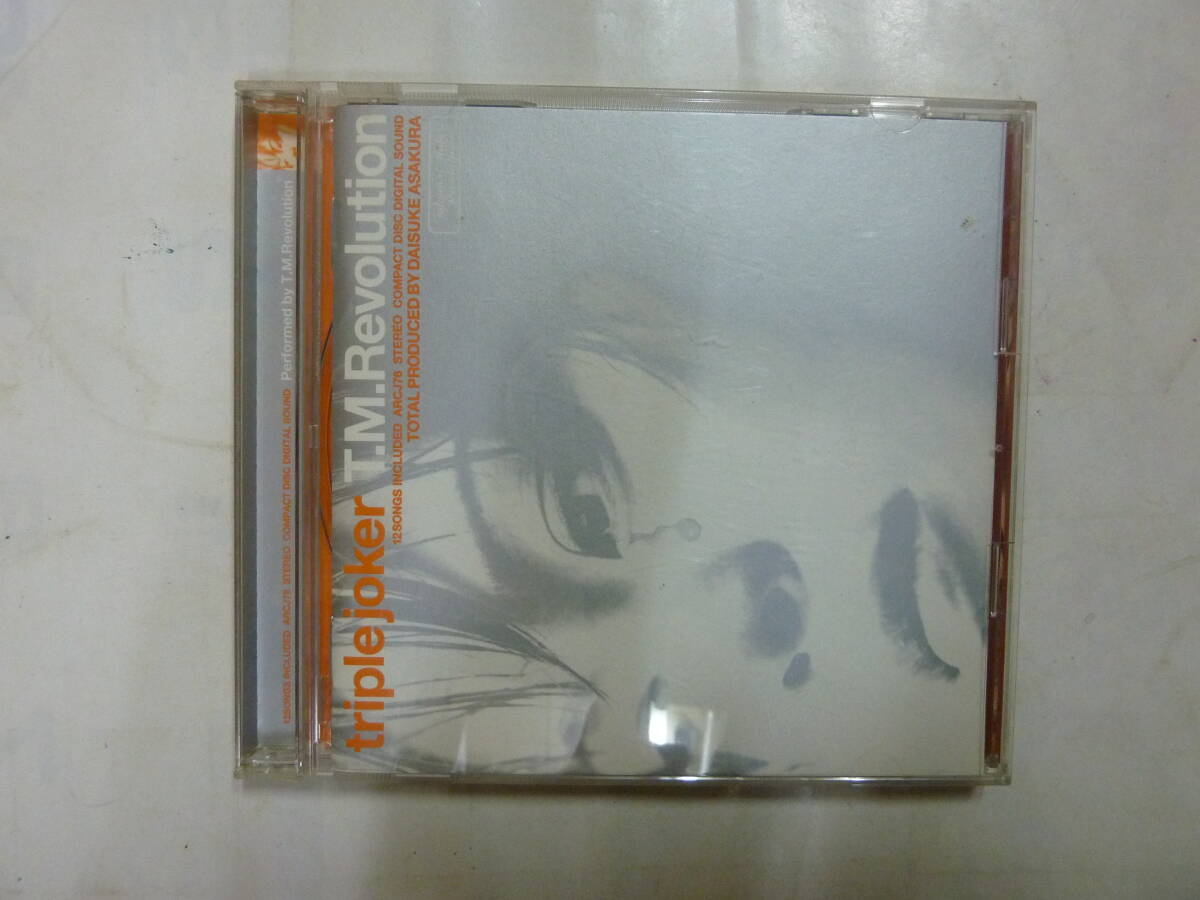 triplejoker T.M.Revolution
12SONGS INCLUDED ARCJ76 STEREO COMPACT DISC DIGITAL SOUND
TOTAL PRODUCED BY DAISUKE ASAKURA
12SONGS INCLUDED ARCJ76 STEREO COMPACT DISC DIGITAL SOUND Performed by T.M.Revolution